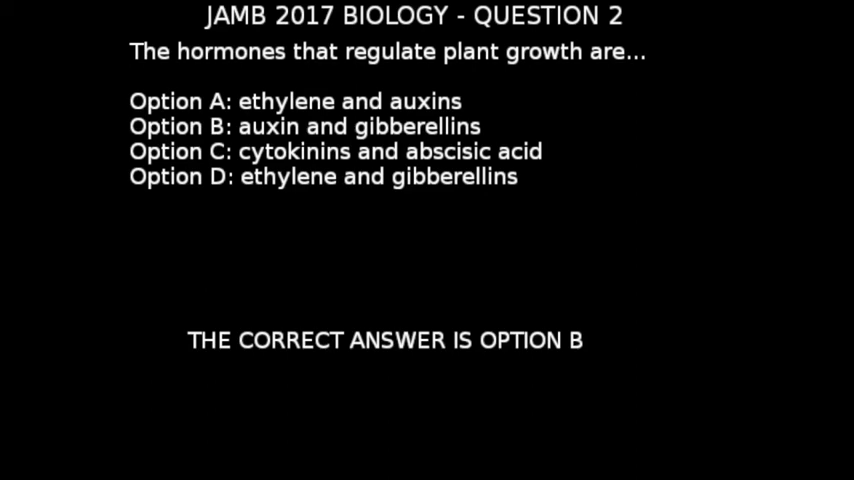 JAMB 2017 BIOLOGY - QUESTION 2
The hormones that regulate plant growth are...
Option A: ethylene and auxins
Option B: auxin and gibberellins
Option C: cytokinins and abscisic acid
Option D: ethylene and gibberellins
THE CORRECT ANSWER IS OPTION B